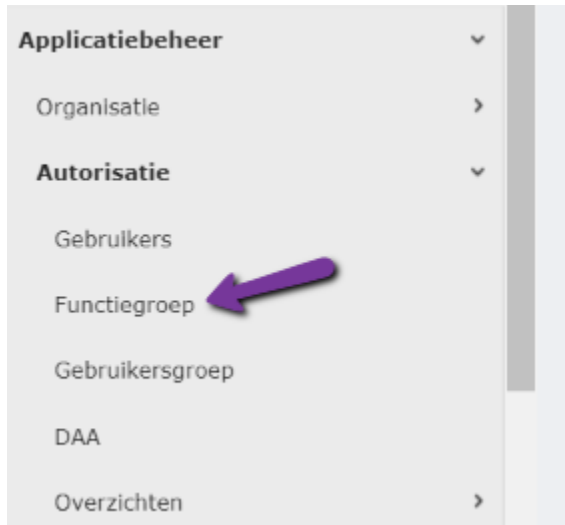 Applicatiebeheer
Organisatie
Autorisatie
Gebruikers
Functiegroep
Gebruikersgroep
DAA
Overzichten